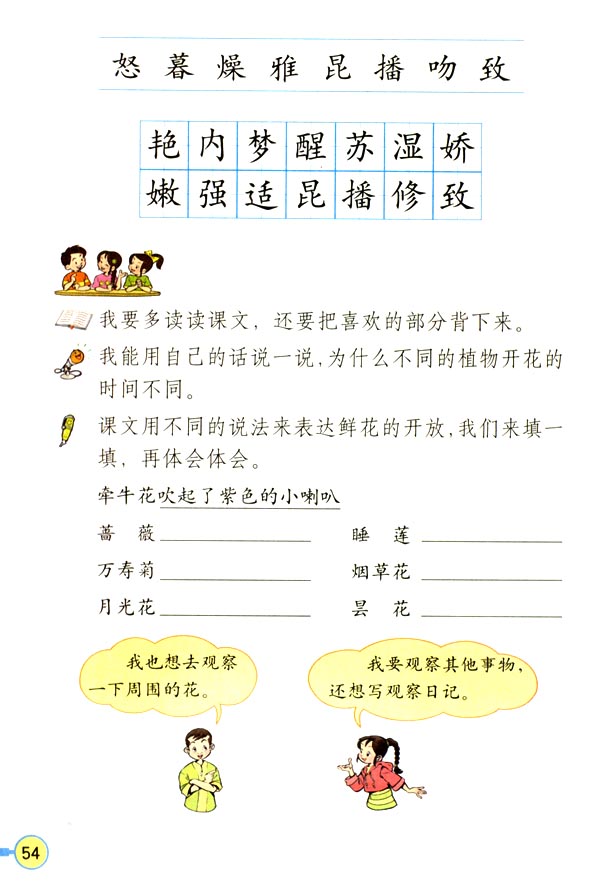 怒 暮 燥 雅 昆 播 吻 致
艳 内 梦 醒 苏 湿 娇
嫩 强 适 昆 播 修 致
我要多读读课文，还要把喜欢的部分背下来。
我能用自己的话说一说，为什么不同的植物开花的
时间不同。
课文用不同的说法来表达鲜花的开放，我们来填一
填，再体会体会。
牵牛花吹起了紫色的小喇叭
蔷 薇 睡 莲
万寿菊 烟草花
月光花 昙 花
我也想去观察
一下周围的花。
我要观察其他事物，
还想写观察日记。
54